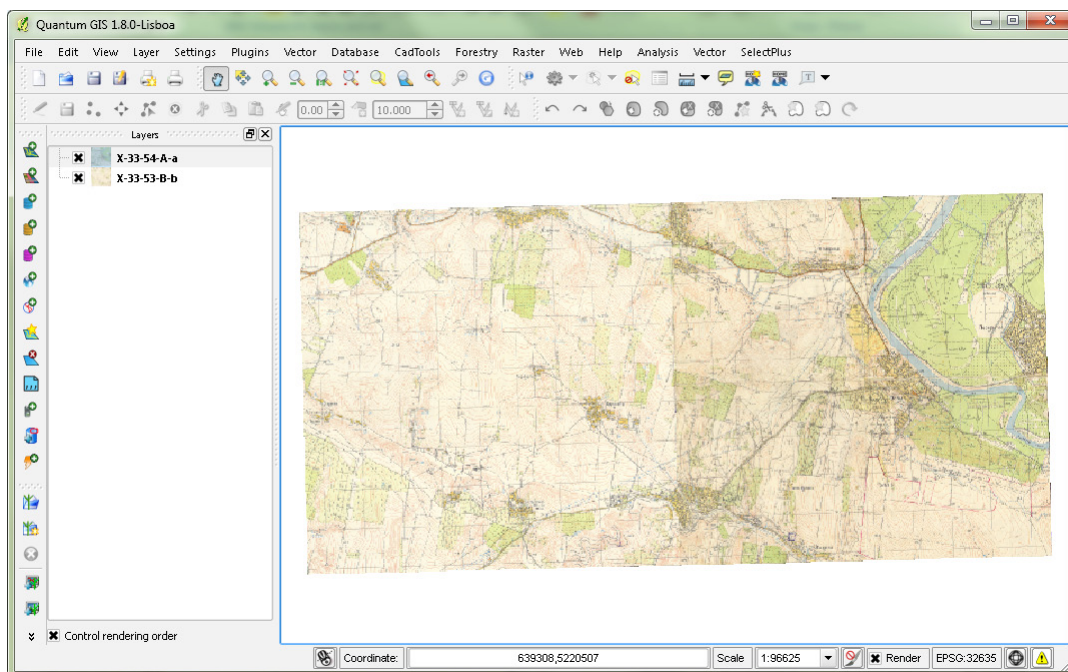 Quantum GIS 1.8.0-Lisboa
File Edit View Layer Settings Plugins Vector Database CadTools Forestry Raster Web Help Analysis Vector SelectPlus
0.00 10.000
Layers
X-33-54-A-a
X-33-53-B-b
Control rendering order
Coordinate: 639308,5220507 Scale 1:96625 Render EPSG:32635